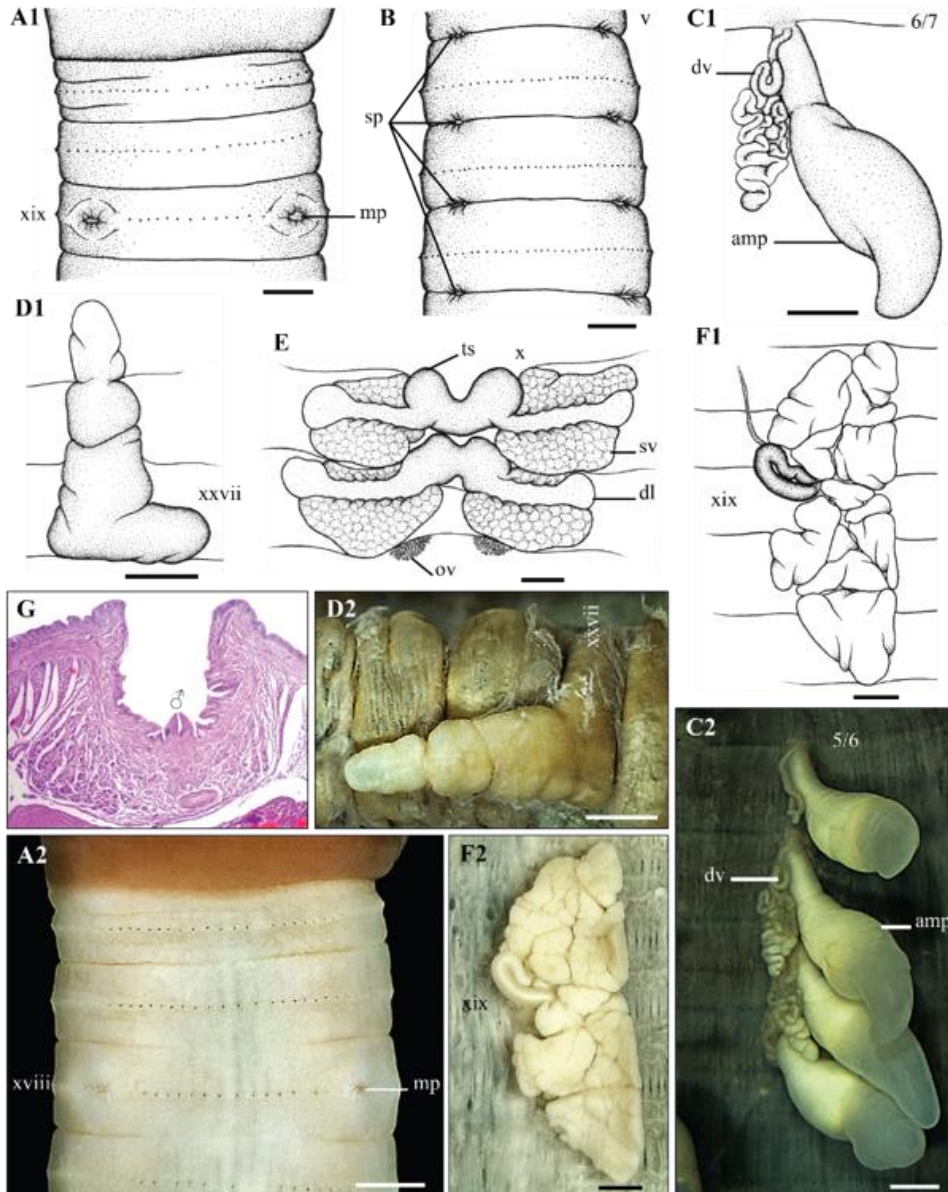 A1
xix
mp
B
v
sp
C1
6/7
dv
amp
D1
xxvii
E
ts
x
sv
dl
ov
F1
xix
G
♂
D2
xxvii
C2
5/6
dv
amp
A2
xviii
mp
F2
xix